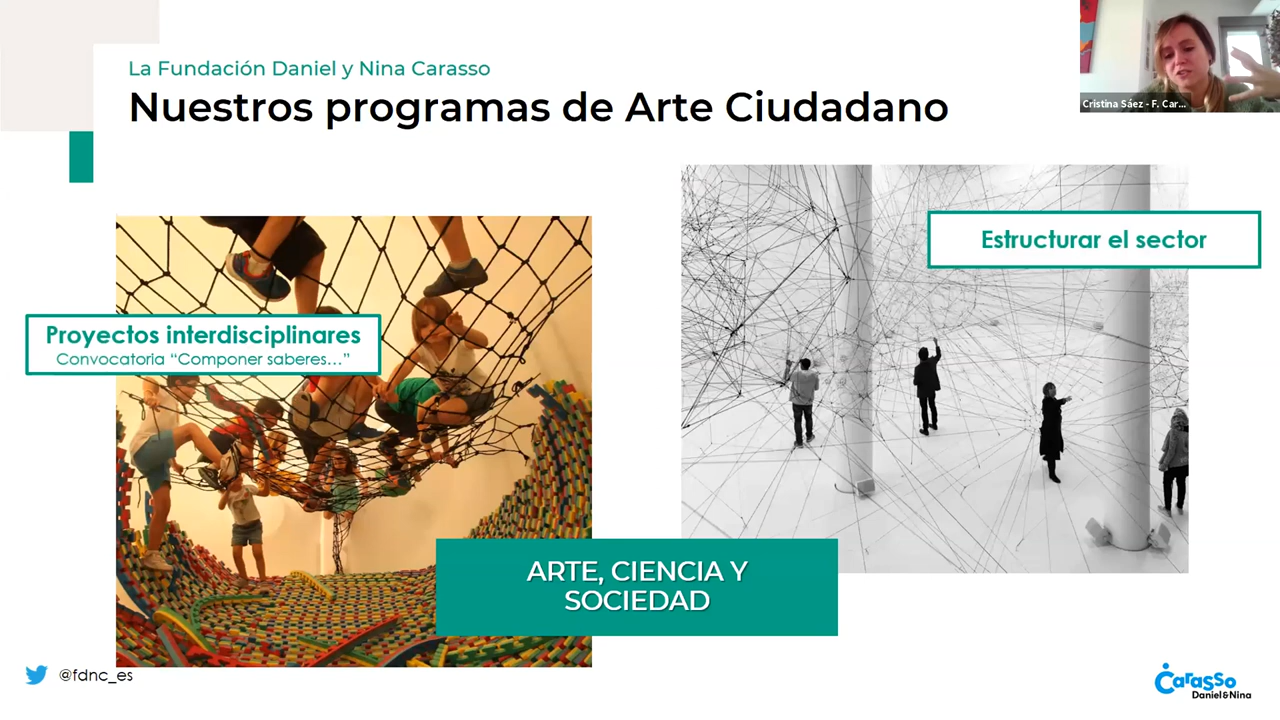 La Fundación Daniel y Nina Carasso
Nuestros programas de Arte Ciudadano
Cristina Sáez - F. Car...
Estructurar el sector
Proyectos interdisciplinares
Convocatoria “Componer saberes...”
ARTE, CIENCIA Y
SOCIEDAD
@fdnc_es
Carasso
Daniel&Nina